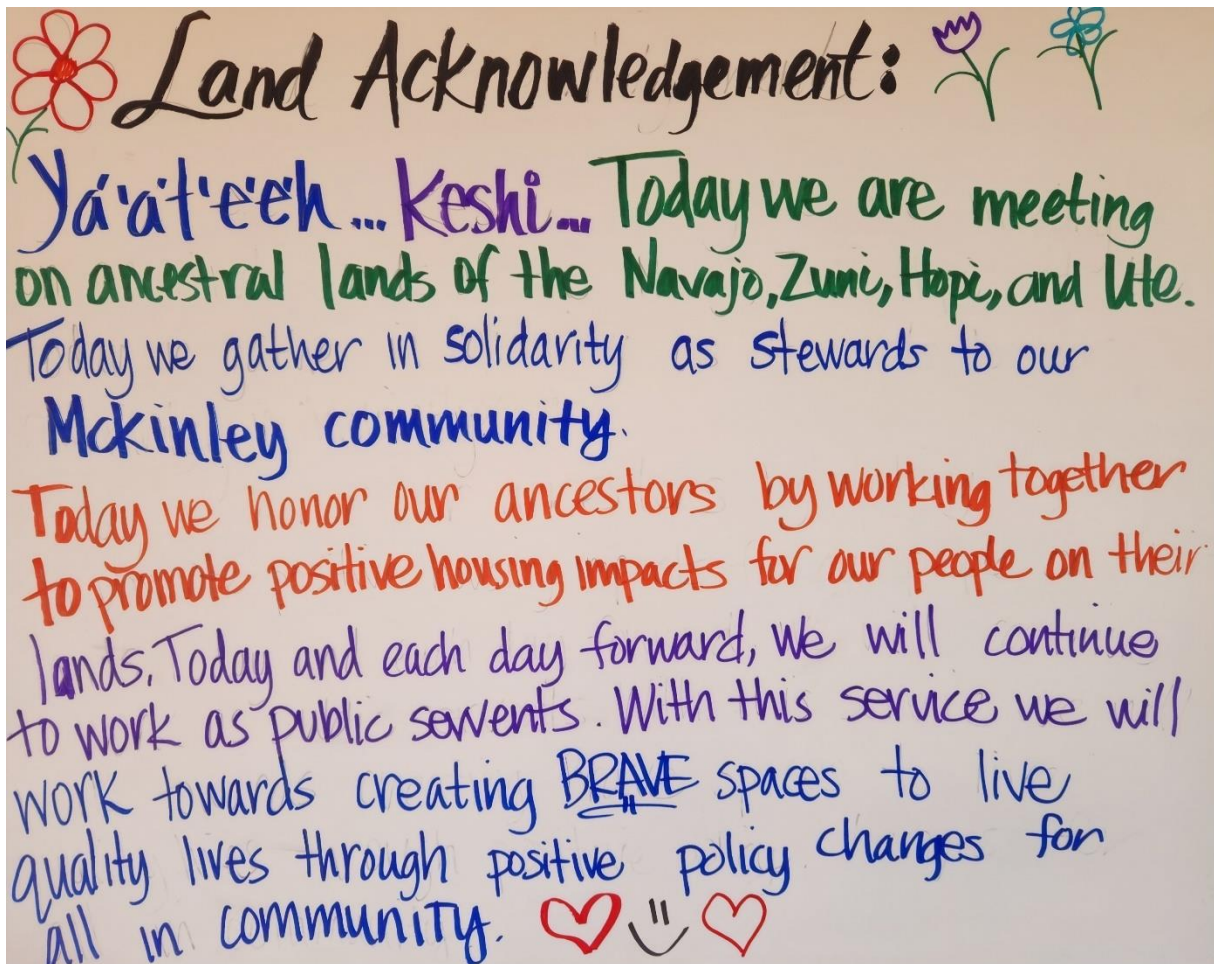 Land Acknowledgement:
Yá'át'ééh... Keshi... Today we are meeting
on ancestral lands of the Navajo, Zuni, Hopi, and Ute.
Today we gather in solidarity as stewards to our
Mckinley community.
Today we honor our ancestors by working together
to promote positive housing impacts for our people on their
lands. Today and each day forward, we will continue
to work as public servents. With this service we will
work towards creating BRAVE spaces to live
quality lives through positive policy changes for
all in community.